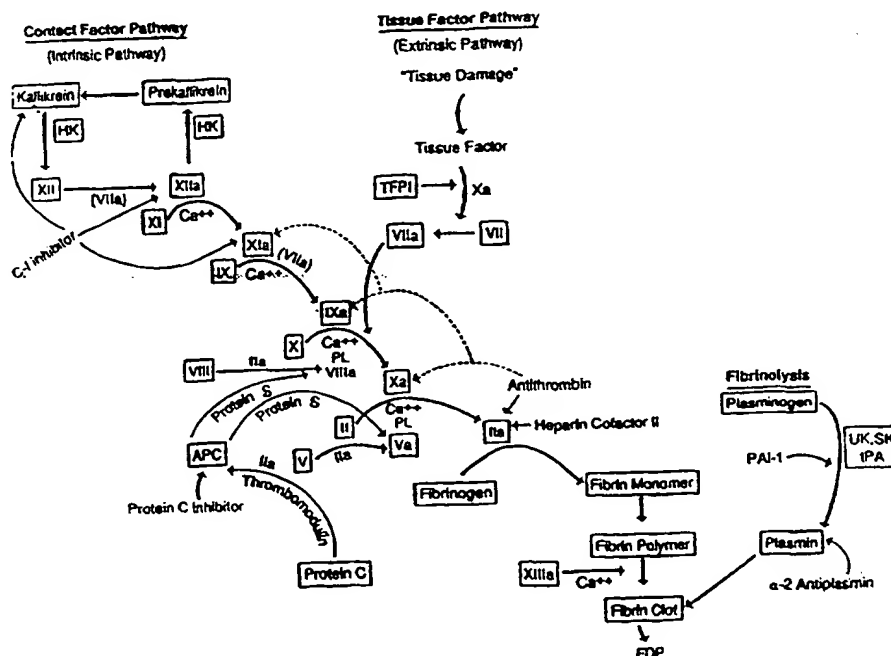 Contact Factor Pathway
(Intrinsic Pathway)
Tissue Factor Pathway
(Extrinsic Pathway)
"Tissue Damage"
Kallikrein
Prekallikrein
HK
HK
Tissue Factor
TFPI
Xa
XII
(VIIa)
XIIa
XI
Ca++
VIIa
VII
C-I inhibitor
XIa
(VIIa)
IX
Ca++
IXa
X
Ca++
PL
VIIIa
VIII
IIa
Xa
Protein S
Protein S
Antithrombin
Fibrinolysis
Plasminogen
II
Ca++
PL
IIa
Heparin Cofactor II
UK,SK
tPA
PAI-1
APC
V
IIa
Va
IIa
Thrombomodulin
Protein C Inhibitor
Fibrinogen
Fibrin Monomer
Protein C
Fibrin Polymer
Plasmin
XIIIa
Ca++
α-2 Antiplasmin
Fibrin Clot
FDP